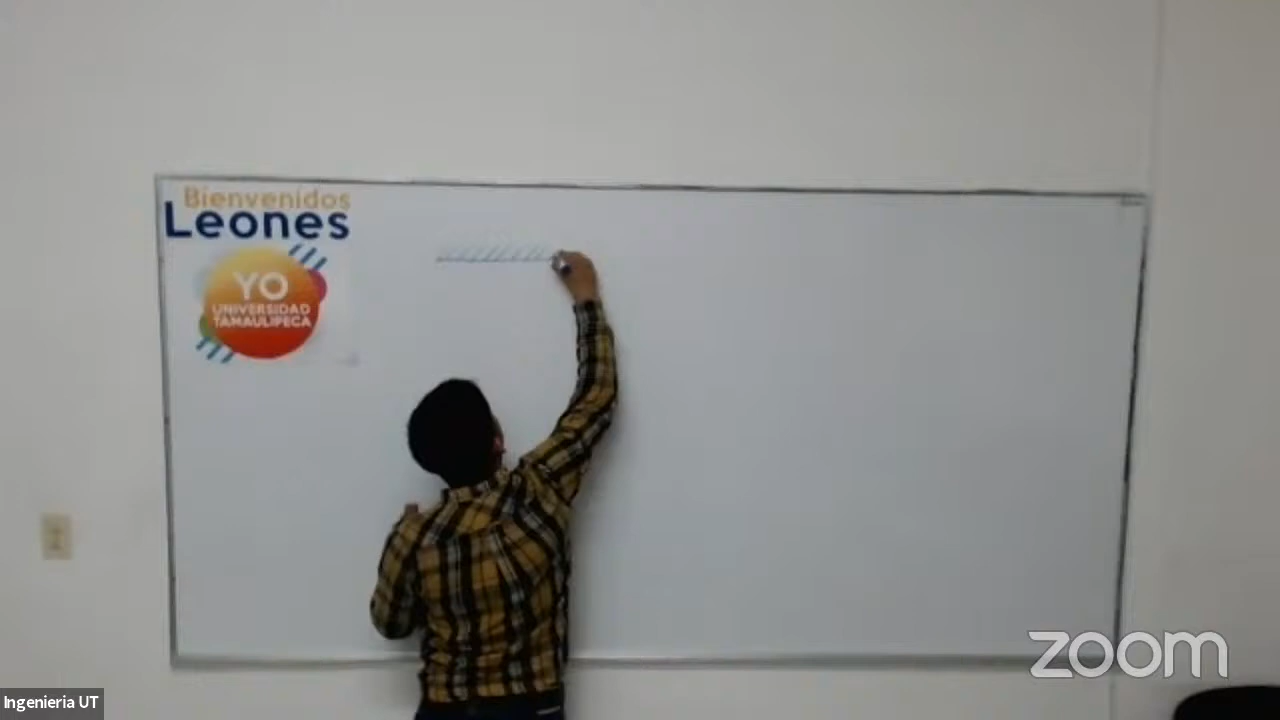 Bienvenidos
Leones
YO
UNIVERSIDAD
TAMAULIPECA
zoom
Ingenieria UT